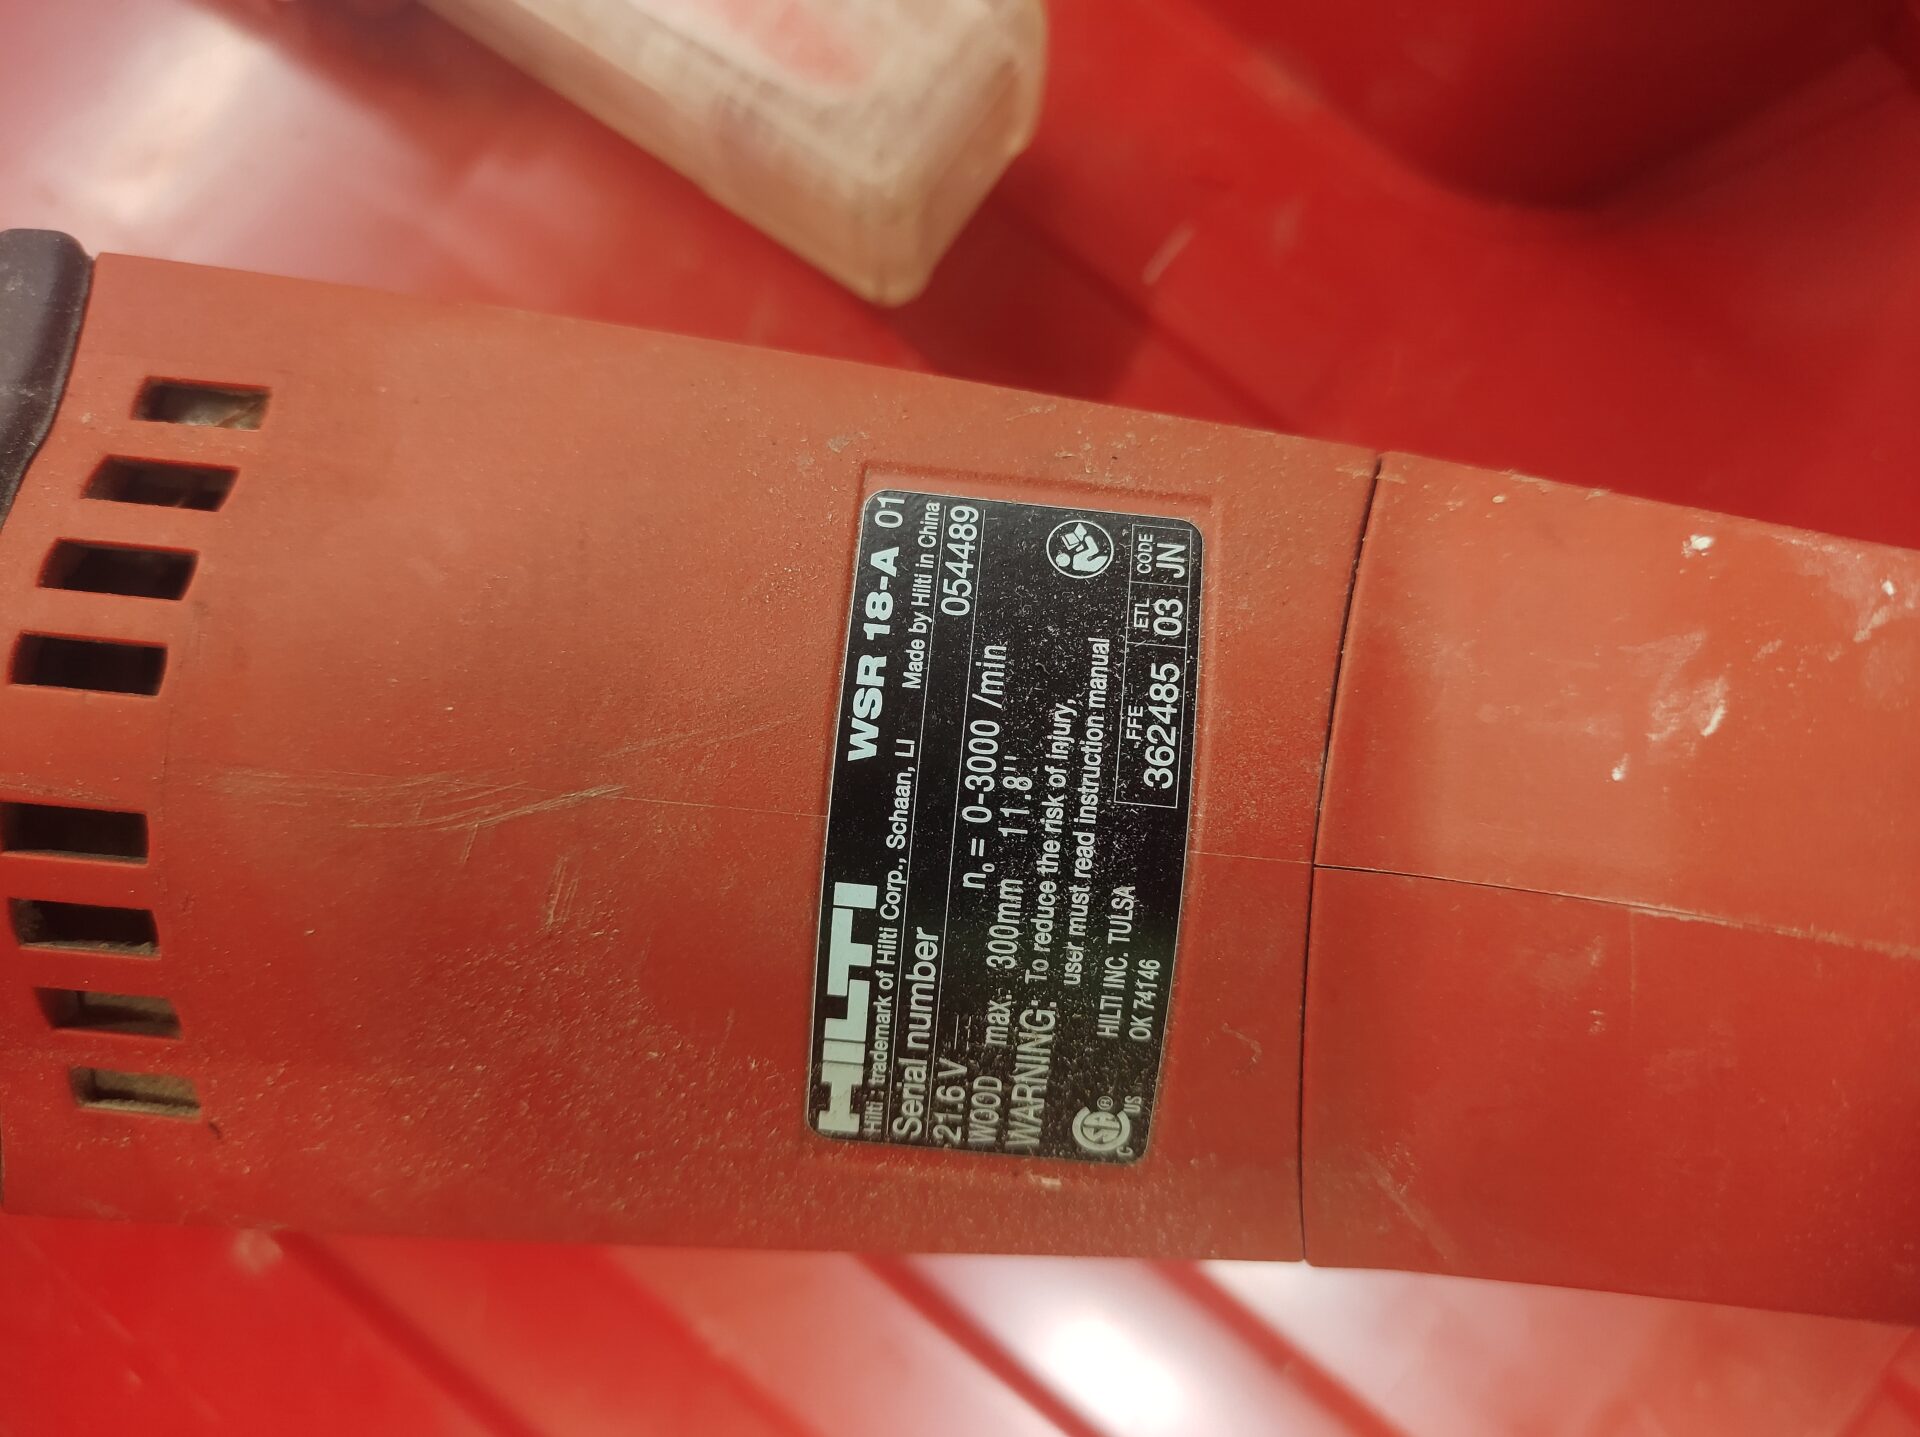 HILTI WSR 18-A 01
Hilti : trademark of Hilti Corp., Schaan, LI Made by Hilti in China
Serial number 054489
21.6 V n₀ = 0-3000 /min
WOOD max. 300mm 11.8''
WARNING: To reduce the risk of injury,
user must read instruction manual
HILTI INC. TULSA
OK 74146
FFE ETL CODE
362485 03 JN
C SA ® US